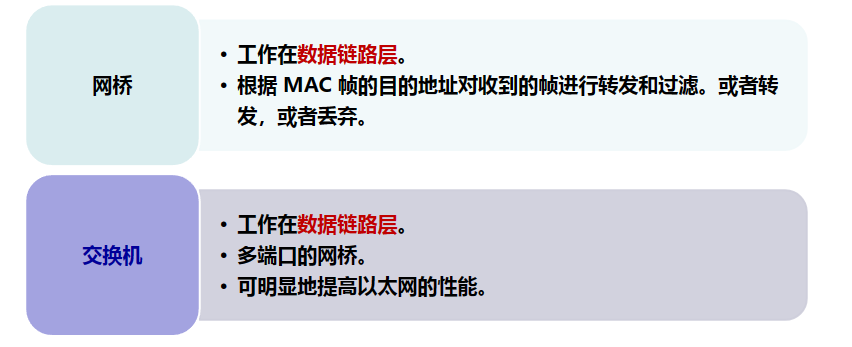 网桥
• 工作在数据链路层。
• 根据 MAC 帧的目的地址对收到的帧进行转发和过滤。或者转
发，或者丢弃。
交换机
• 工作在数据链路层。
• 多端口的网桥。
• 可明显地提高以太网的性能。